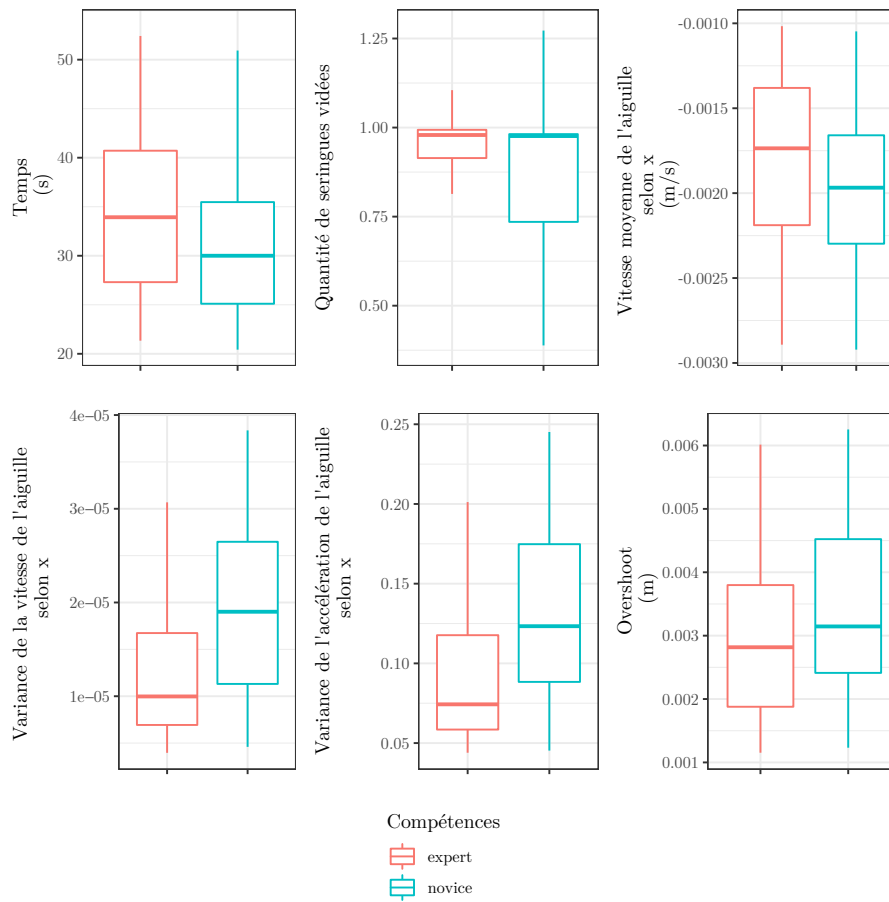 Temps
(s)
50
40
30
20
Quantité de seringues vidées
1.25
1.00
0.75
0.50
Vitesse moyenne de l'aiguille
selon x
(m/s)
-0.0010
-0.0015
-0.0020
-0.0025
-0.0030
Variance de la vitesse de l'aiguille
selon x
4e−05
3e−05
2e−05
1e−05
Variance de l'accélération de l'aiguille
selon x
0.25
0.20
0.15
0.10
0.05
Overshoot
(m)
0.006
0.005
0.004
0.003
0.002
0.001
Compétences
expert
novice